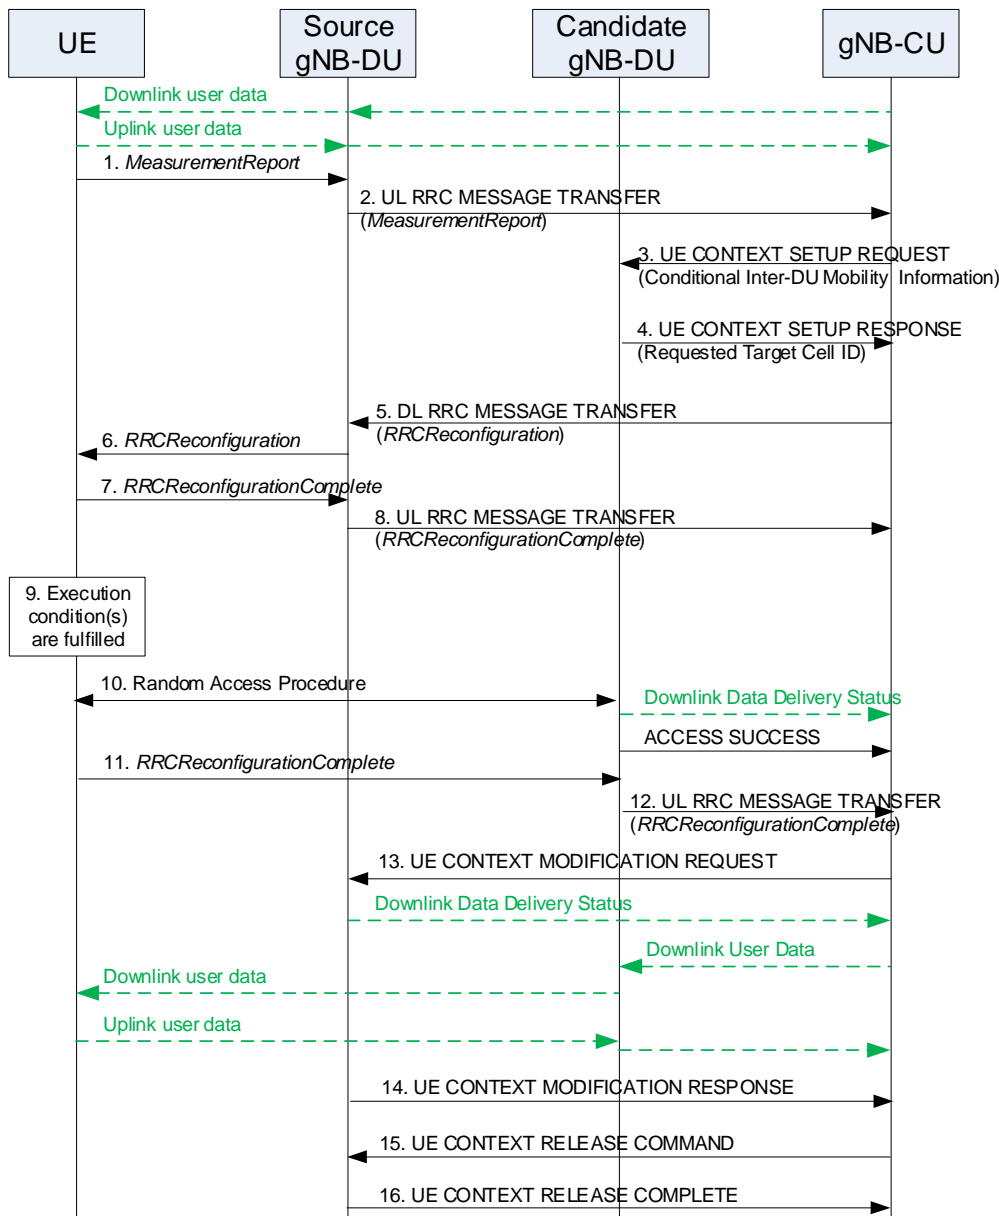 UE
Source
gNB-DU
Candidate
gNB-DU
gNB-CU
Downlink user data
Uplink user data
1. MeasurementReport
2. UL RRC MESSAGE TRANSFER
(MeasurementReport)
3. UE CONTEXT SETUP REQUEST
(Conditional Inter-DU Mobility Information)
4. UE CONTEXT SETUP RESPONSE
(Requested Target Cell ID)
5. DL RRC MESSAGE TRANSFER
(RRCReconfiguration)
6. RRCReconfiguration
7. RRCReconfigurationComplete
8. UL RRC MESSAGE TRANSFER
(RRCReconfigurationComplete)
9. Execution
condition(s)
are fulfilled
10. Random Access Procedure
Downlink Data Delivery Status
ACCESS SUCCESS
11. RRCReconfigurationComplete
12. UL RRC MESSAGE TRANSFER
(RRCReconfigurationComplete)
13. UE CONTEXT MODIFICATION REQUEST
Downlink Data Delivery Status
Downlink User Data
Downlink user data
Uplink user data
14. UE CONTEXT MODIFICATION RESPONSE
15. UE CONTEXT RELEASE COMMAND
16. UE CONTEXT RELEASE COMPLETE